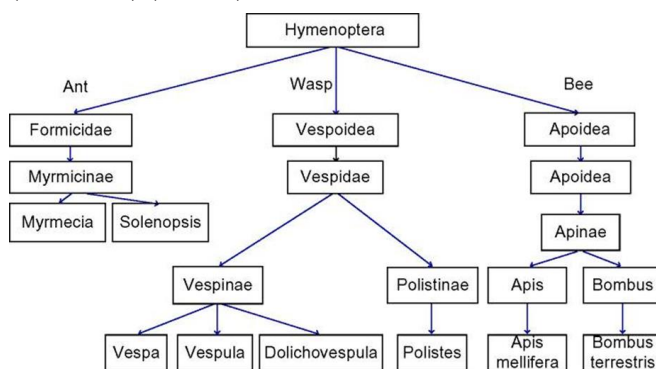 Hymenoptera
Ant
Wasp
Bee
Formicidae
Vespoidea
Apoidea
Myrmicinae
Vespidae
Apoidea
Myrmecia
Solenopsis
Apinae
Vespinae
Polistinae
Apis
Bombus
Vespa
Vespula
Dolichovespula
Polistes
Apis
mellifera
Bombus
terrestris